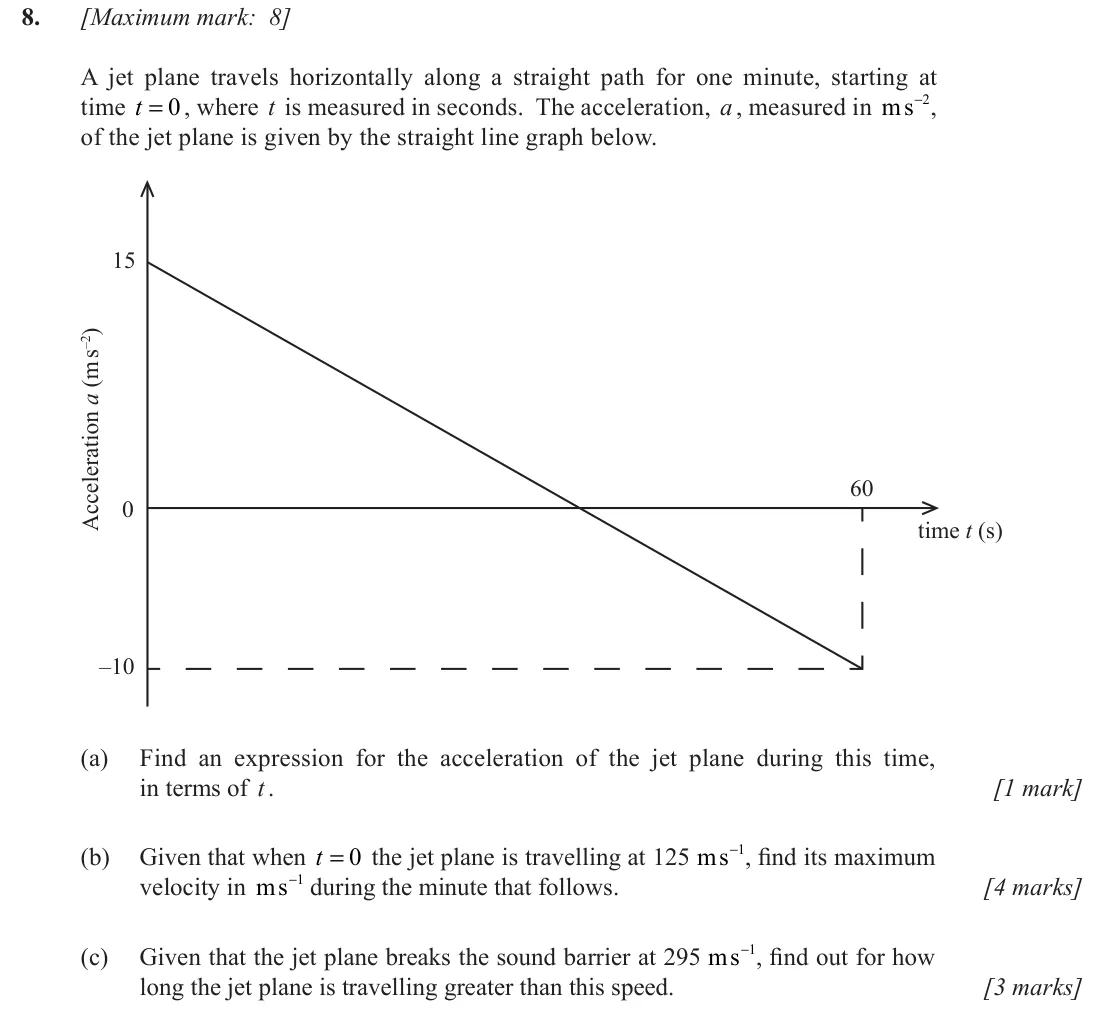 8. [Maximum mark: 8]
A jet plane travels horizontally along a straight path for one minute, starting at
time t = 0, where t is measured in seconds. The acceleration, a, measured in m s⁻²,
of the jet plane is given by the straight line graph below.
15
Acceleration a (m s⁻²)
0
60
time t (s)
–10
(a) Find an expression for the acceleration of the jet plane during this time,
in terms of t. [1 mark]
(b) Given that when t = 0 the jet plane is travelling at 125 m s⁻¹, find its maximum
velocity in m s⁻¹ during the minute that follows. [4 marks]
(c) Given that the jet plane breaks the sound barrier at 295 m s⁻¹, find out for how
long the jet plane is travelling greater than this speed. [3 marks]